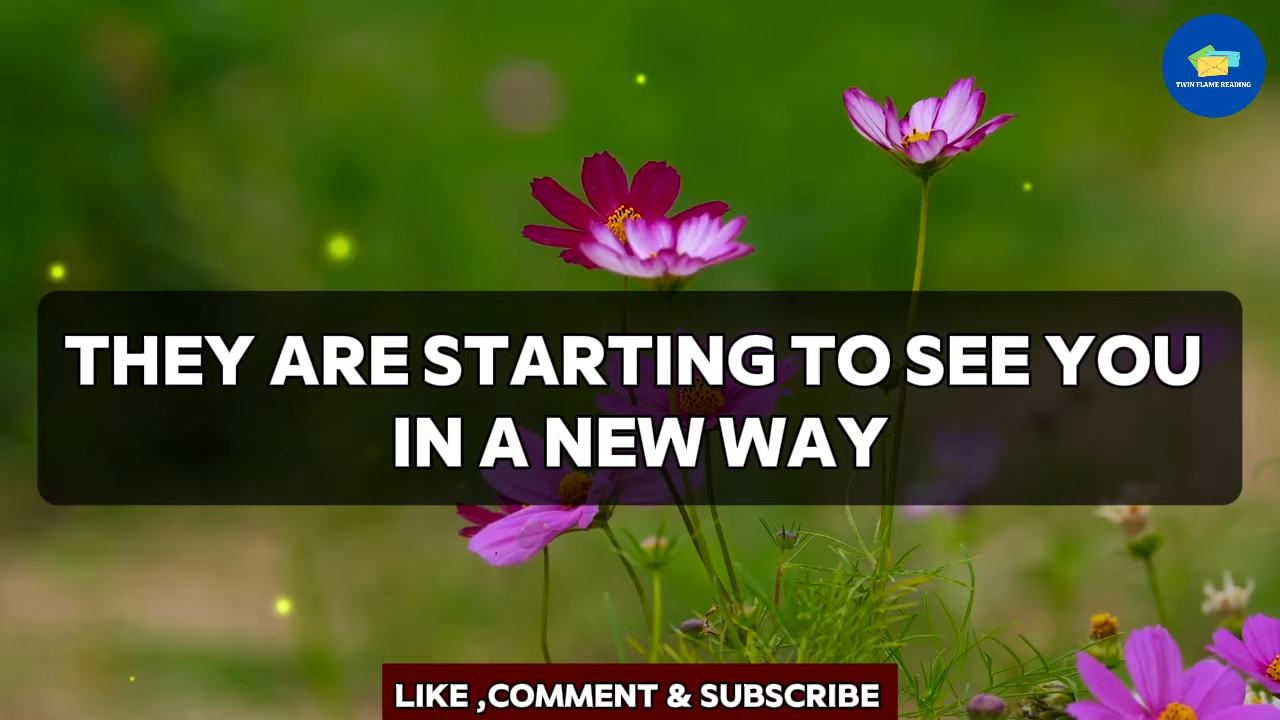 TWIN FLAME READING
THEY ARE STARTING TO SEE YOU
IN A NEW WAY
LIKE ,COMMENT & SUBSCRIBE